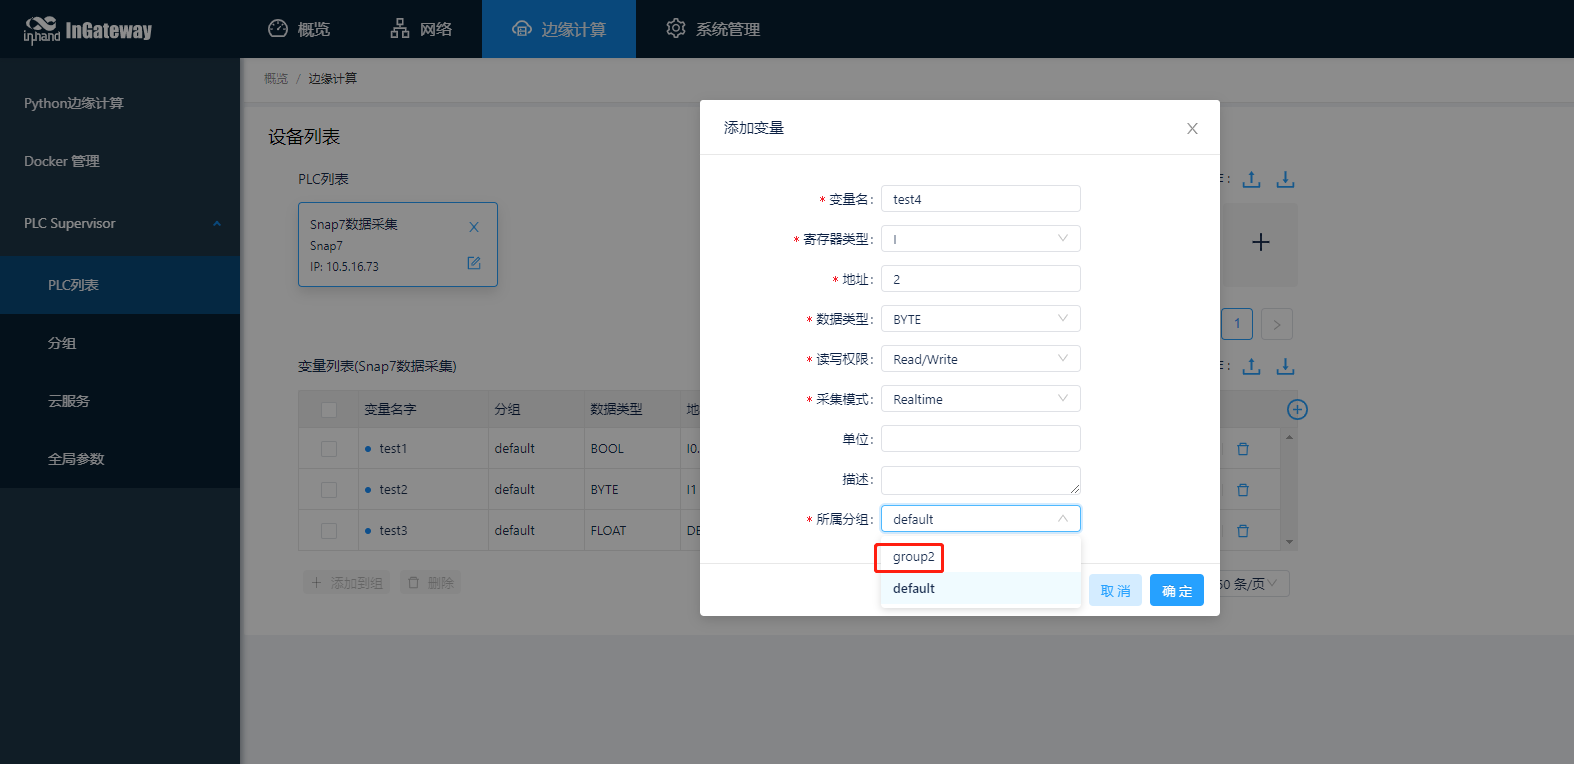 inhand InGateway
概览
网络
边缘计算
系统管理
概览 / 边缘计算
Python边缘计算
Docker 管理
PLC Supervisor
PLC列表
分组
云服务
全局参数
设备列表
PLC列表
Snap7数据采集
Snap7
IP: 10.5.16.73
1
变量列表(Snap7数据采集)
变量名字 分组 数据类型 地
test1 default BOOL I0.
test2 default BYTE I1
test3 default FLOAT DE
添加到组
删除
条/页
添加变量
* 变量名: test4
* 寄存器类型: I
* 地址: 2
* 数据类型: BYTE
* 读写权限: Read/Write
* 采集模式: Realtime
单位:
描述:
* 所属分组: default
group2
default
取消
确定